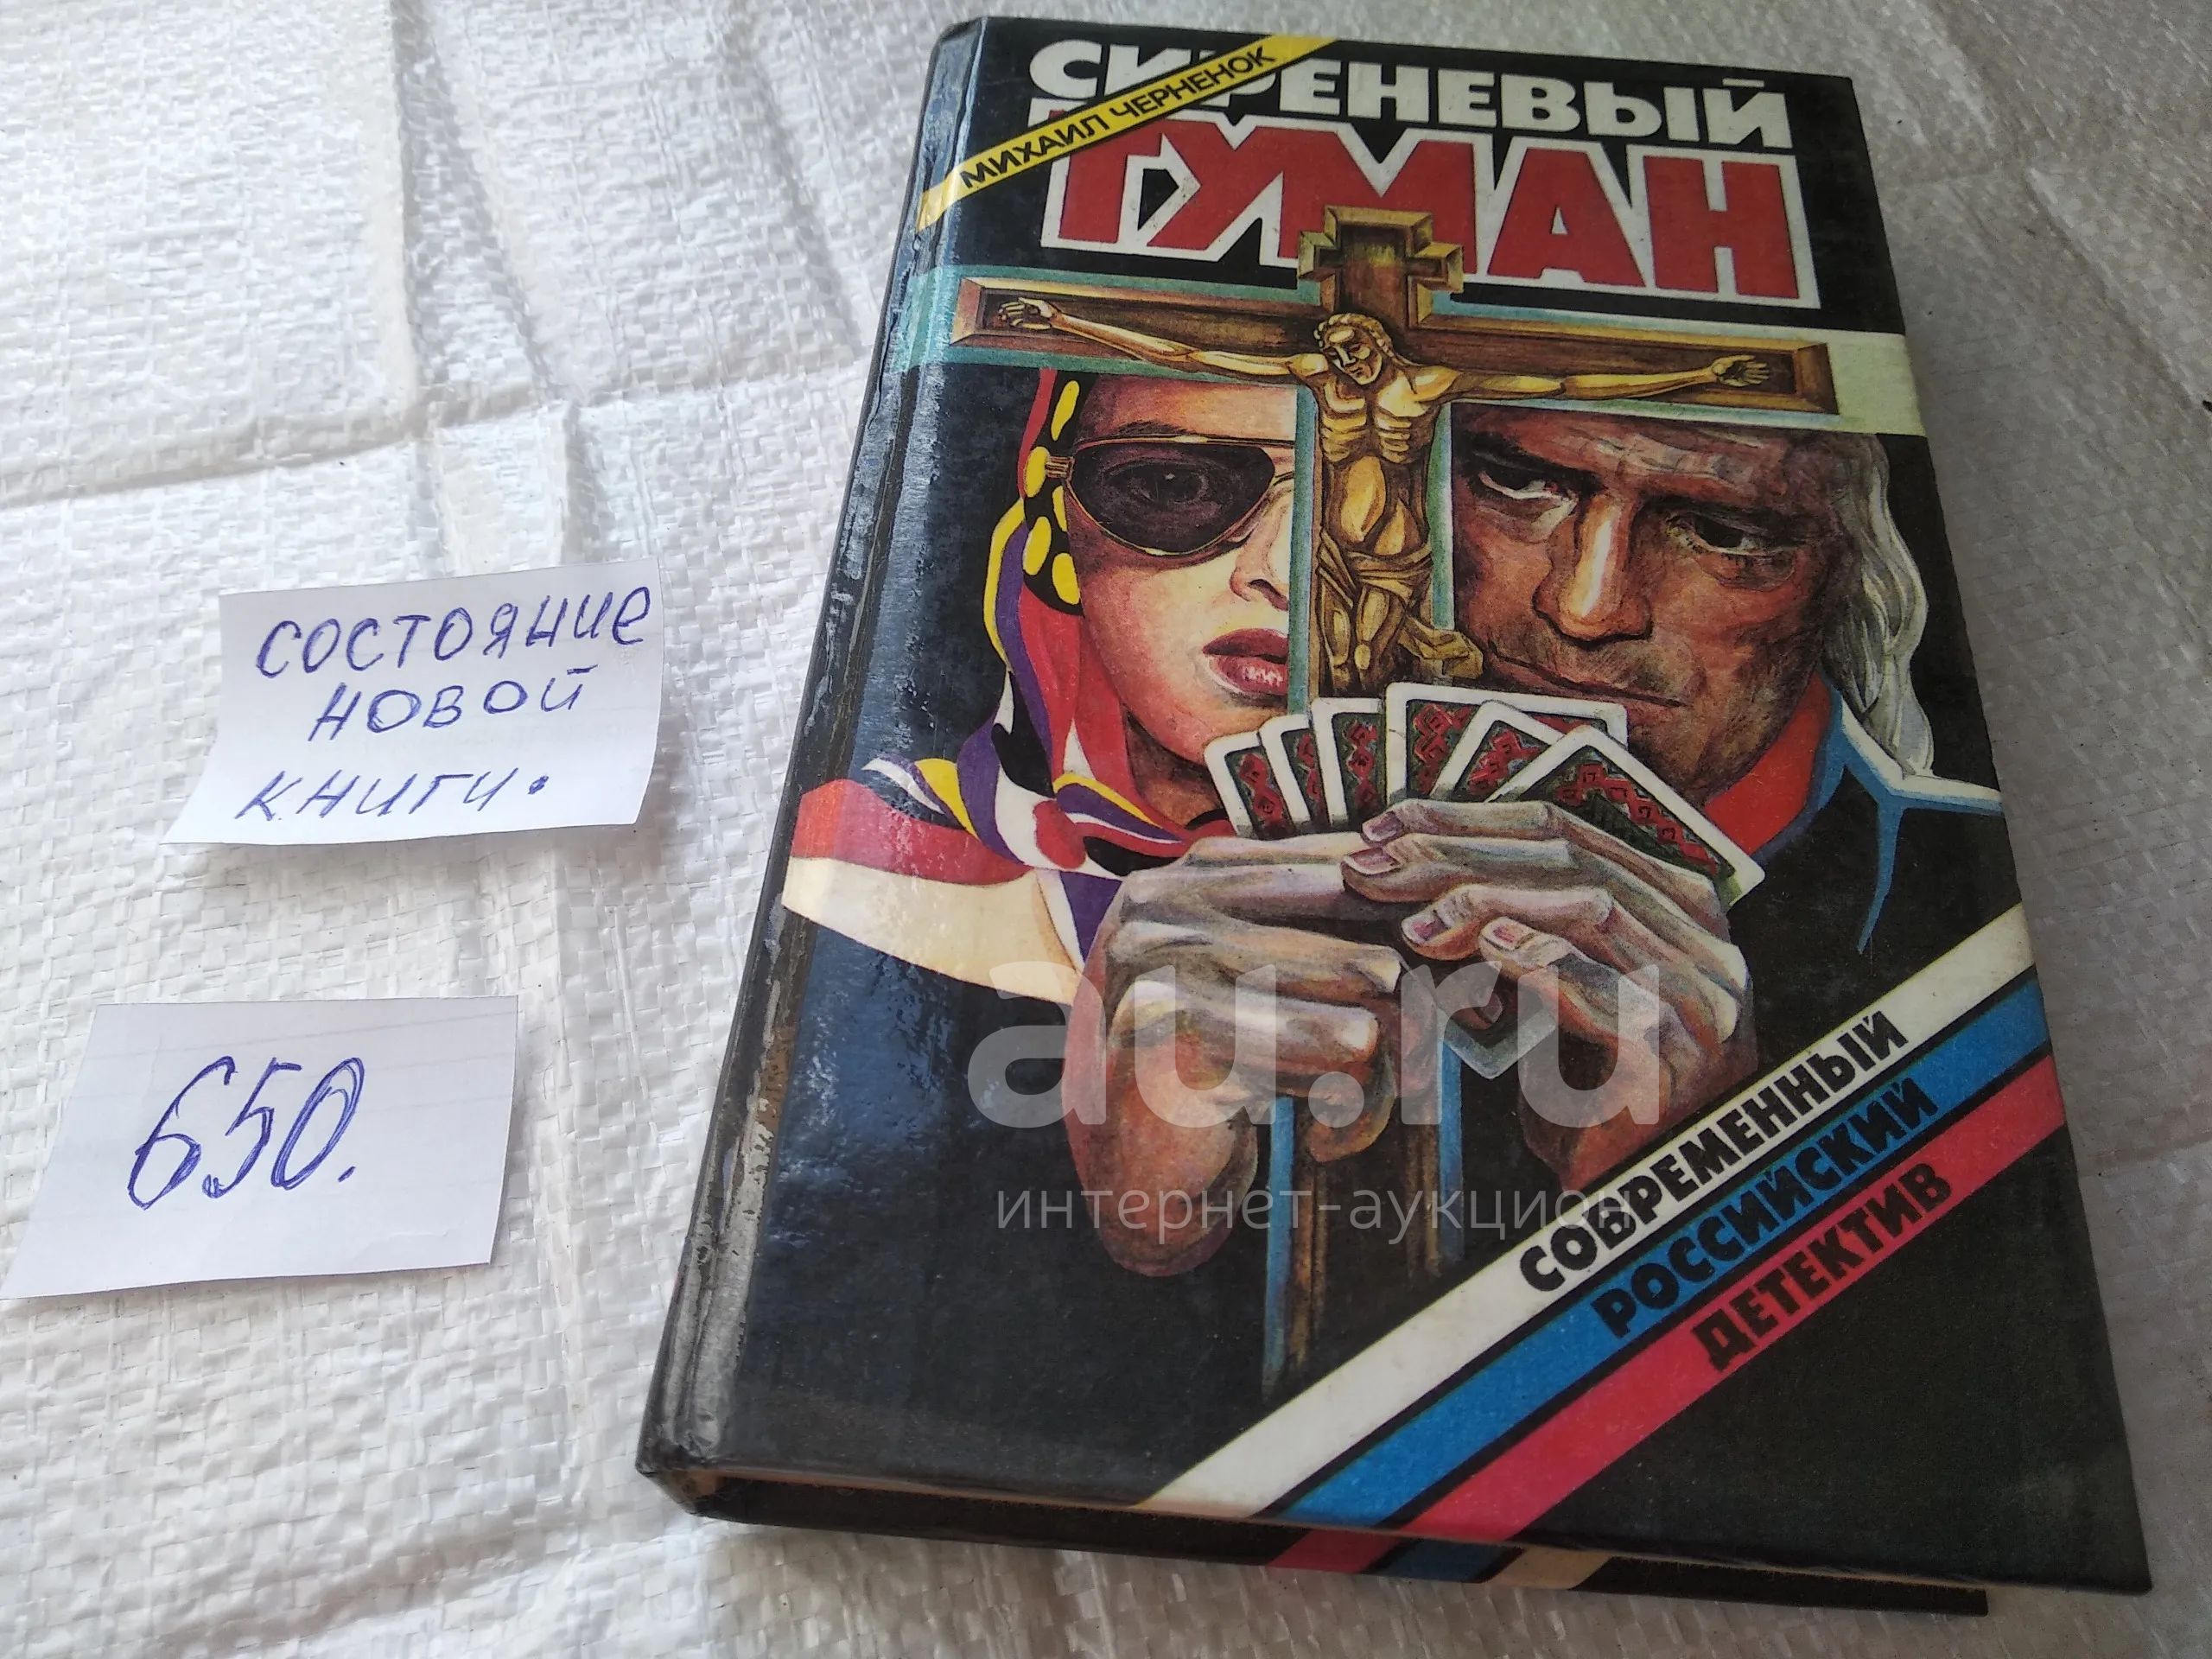 СИРЕНЕВЫЙ
МИХАИЛ ЧЕРНЕНОК
ТУМАН
СОСТОЯНИЕ
НОВОЙ
КНИГИ.
650.
au.ru
интернет-аукцион
СОВРЕМЕННЫЙ
РОССИЙСКИЙ
ДЕТЕКТИВ